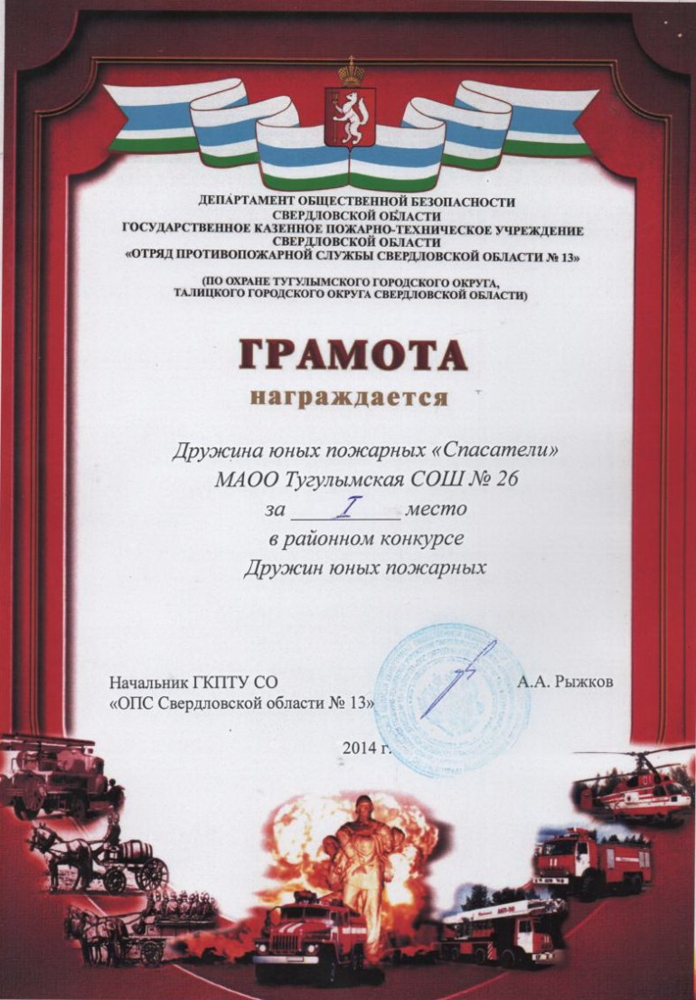 ДЕПАРТАМЕНТ ОБЩЕСТВЕННОЙ БЕЗОПАСНОСТИ
СВЕРДЛОВСКОЙ ОБЛАСТИ
ГОСУДАРСТВЕННОЕ КАЗЕННОЕ ПОЖАРНО-ТЕХНИЧЕСКОЕ УЧРЕЖДЕНИЕ
СВЕРДЛОВСКОЙ ОБЛАСТИ
«ОТРЯД ПРОТИВОПОЖАРНОЙ СЛУЖБЫ СВЕРДЛОВСКОЙ ОБЛАСТИ № 13»
(ПО ОХРАНЕ ТУГУЛЫМСКОГО ГОРОДСКОГО ОКРУГА,
ТАЛИЦКОГО ГОРОДСКОГО ОКРУГА СВЕРДЛОВСКОЙ ОБЛАСТИ)
ГРАМОТА
награждается
Дружина юных пожарных «Спасатели»
МАОО Тугулымская СОШ № 26
за I место
в районном конкурсе
Дружин юных пожарных
Начальник ГКПТУ СО
«ОПС Свердловской области № 13»
А.А. Рыжков
2014 г.